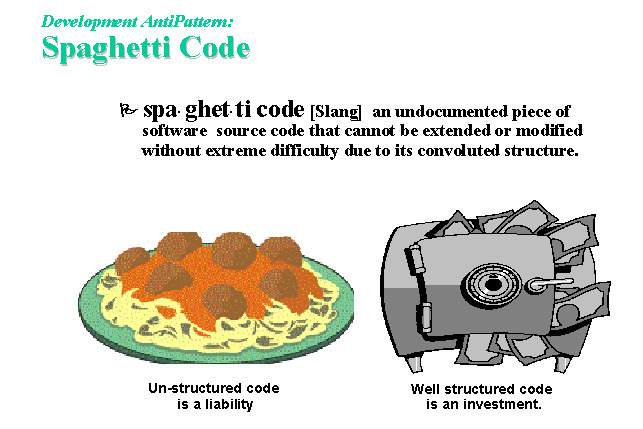 Development AntiPattern:
Spaghetti Code
spa· ghet·ti code [Slang] an undocumented piece of
software source code that cannot be extended or modified
without extreme difficulty due to its convoluted structure.
Un-structured code
is a liability
Well structured code
is an investment.